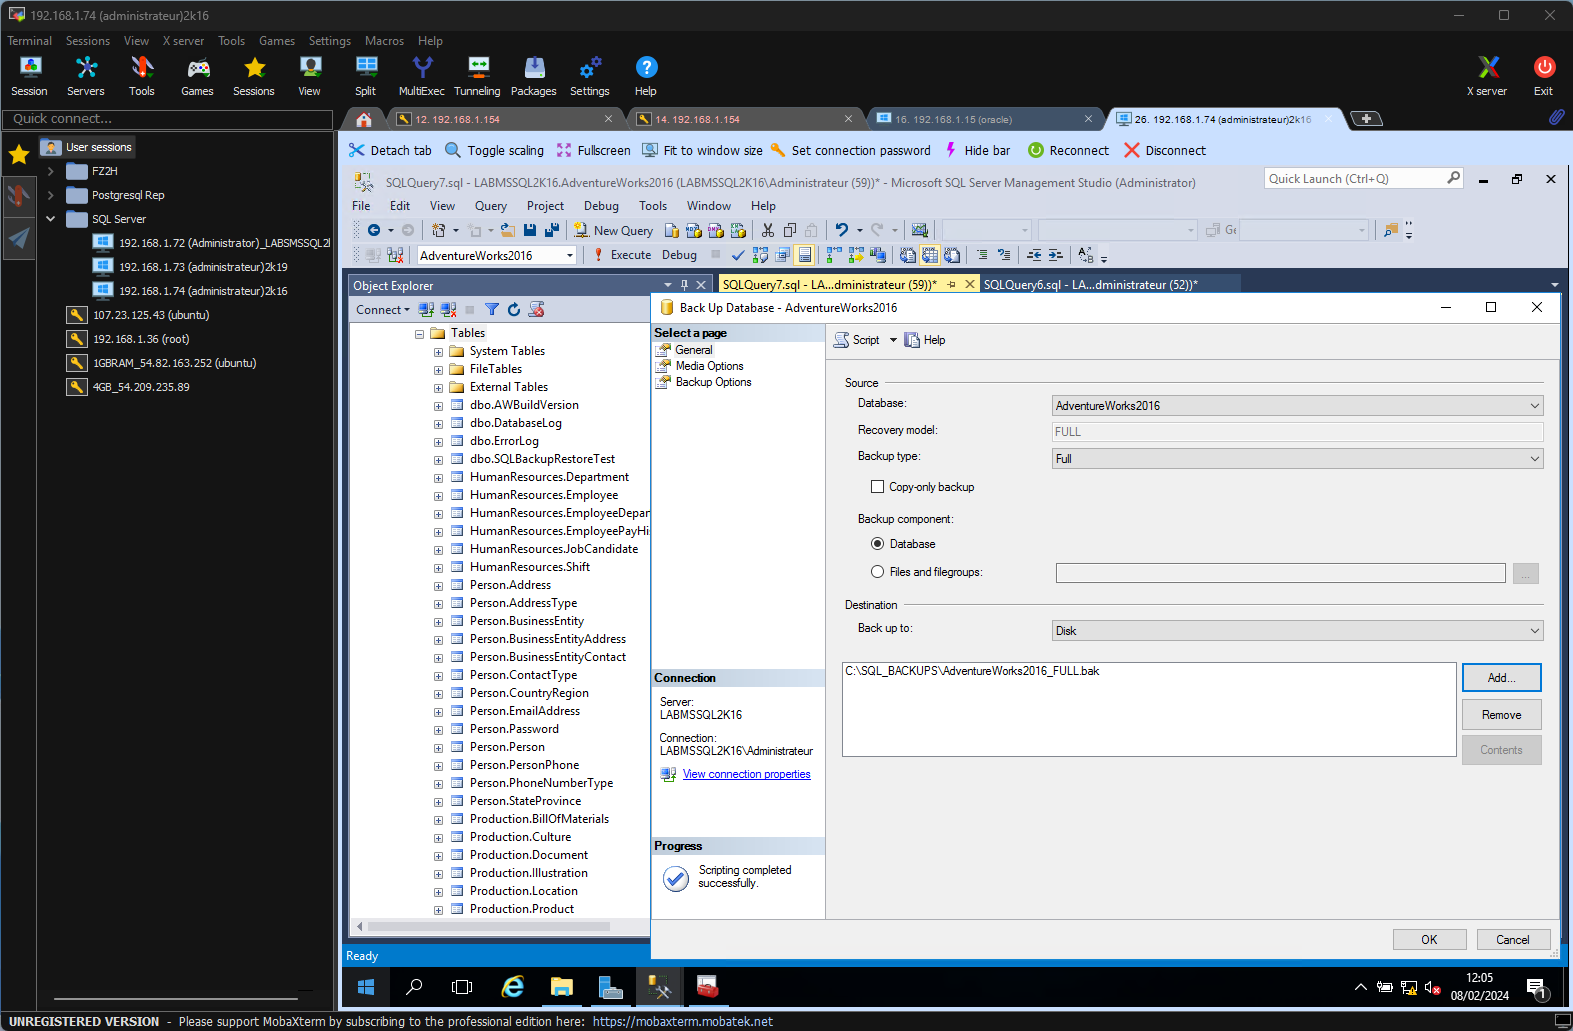 192.168.1.74 (administrateur)2k16
Terminal Sessions View X server Tools Games Settings Macros Help
Session Servers Tools Games Sessions View Split MultiExec Tunneling Packages Settings Help X server Exit
Quick connect...
12. 192.168.1.154
14. 192.168.1.154
16. 192.168.1.15 (oracle)
26. 192.168.1.74 (administrateur)2k16
User sessions
FZ2H
Postgresql Rep
SQL Server
192.168.1.72 (Administrator)_LABSMSSQL2
192.168.1.73 (administrateur)2k19
192.168.1.74 (administrateur)2k16
107.23.125.43 (ubuntu)
192.168.1.36 (root)
1GBRAM_54.82.163.252 (ubuntu)
4GB_54.209.235.89
Detach tab Toggle scaling Fullscreen Fit to window size Set connection password Hide bar Reconnect Disconnect
SQLQuery7.sql - LABMSSQL2K16.AdventureWorks2016 (LABMSSQL2K16\Administrateur (59))* - Microsoft SQL Server Management Studio (Administrator)
Quick Launch (Ctrl+Q)
File Edit View Query Project Debug Tools Window Help
New Query
AdventureWorks2016
Execute Debug
Object Explorer
Connect
Tables
System Tables
FileTables
External Tables
dbo.AWBuildVersion
dbo.DatabaseLog
dbo.ErrorLog
dbo.SQLBackupRestoreTest
HumanResources.Department
HumanResources.Employee
HumanResources.EmployeeDepar
HumanResources.EmployeePayHi
HumanResources.JobCandidate
HumanResources.Shift
Person.Address
Person.AddressType
Person.BusinessEntity
Person.BusinessEntityAddress
Person.BusinessEntityContact
Person.ContactType
Person.CountryRegion
Person.EmailAddress
Person.Password
Person.Person
Person.PersonPhone
Person.PhoneNumberType
Person.StateProvince
Production.BillOfMaterials
Production.Culture
Production.Document
Production.Illustration
Production.Location
Production.Product
SQLQuery7.sql - LA...dministrateur (59))*
SQLQuery6.sql - LA...dministrateur (52))*
Back Up Database - AdventureWorks2016
Select a page
General
Media Options
Backup Options
Script Help
Source
Database: AdventureWorks2016
Recovery model: FULL
Backup type: Full
Copy-only backup
Backup component:
Database
Files and filegroups:
...
Destination
Back up to: Disk
C:\SQL_BACKUPS\AdventureWorks2016_FULL.bak
Add...
Remove
Contents
Connection
Server:
LABMSSQL2K16
Connection:
LABMSSQL2K16\Administrateur
View connection properties
Progress
Scripting completed
successfully.
OK Cancel
Ready
12:05
08/02/2024
1
UNREGISTERED VERSION - Please support MobaXterm by subscribing to the professional edition here: https://mobaxterm.mobatek.net